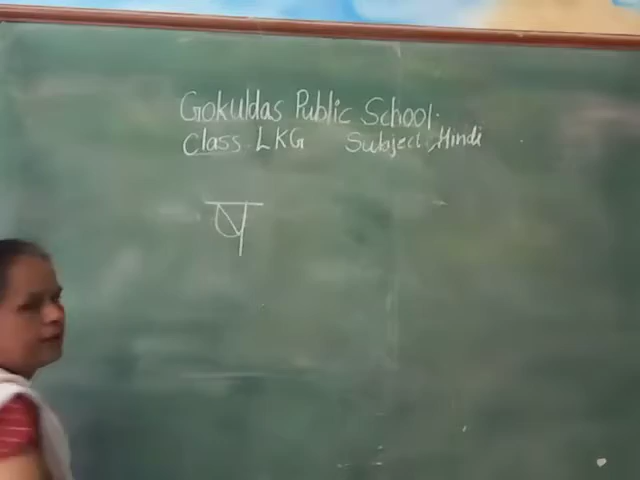 Gokuldas Public School.
Class. LKG Subject, Hindi
ष